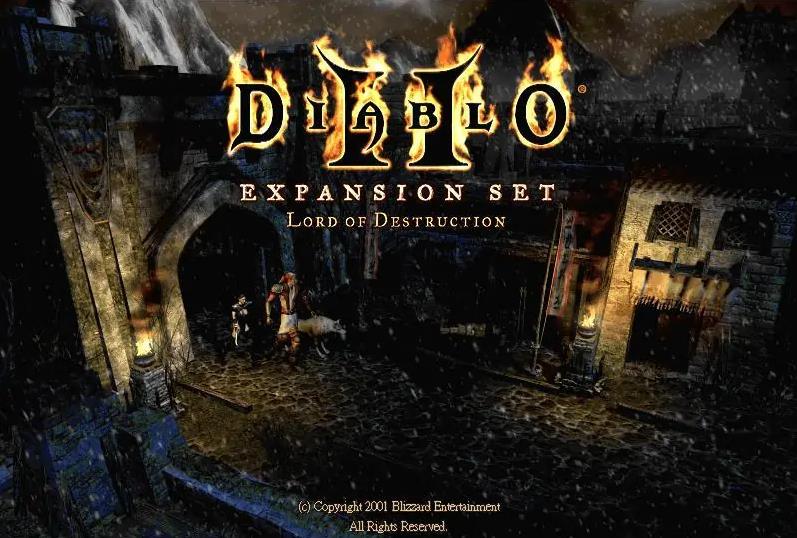 DIABLO ®
II
EXPANSION SET
LORD OF DESTRUCTION
(c) Copyright 2001 Blizzard Entertainment
All Rights Reserved.